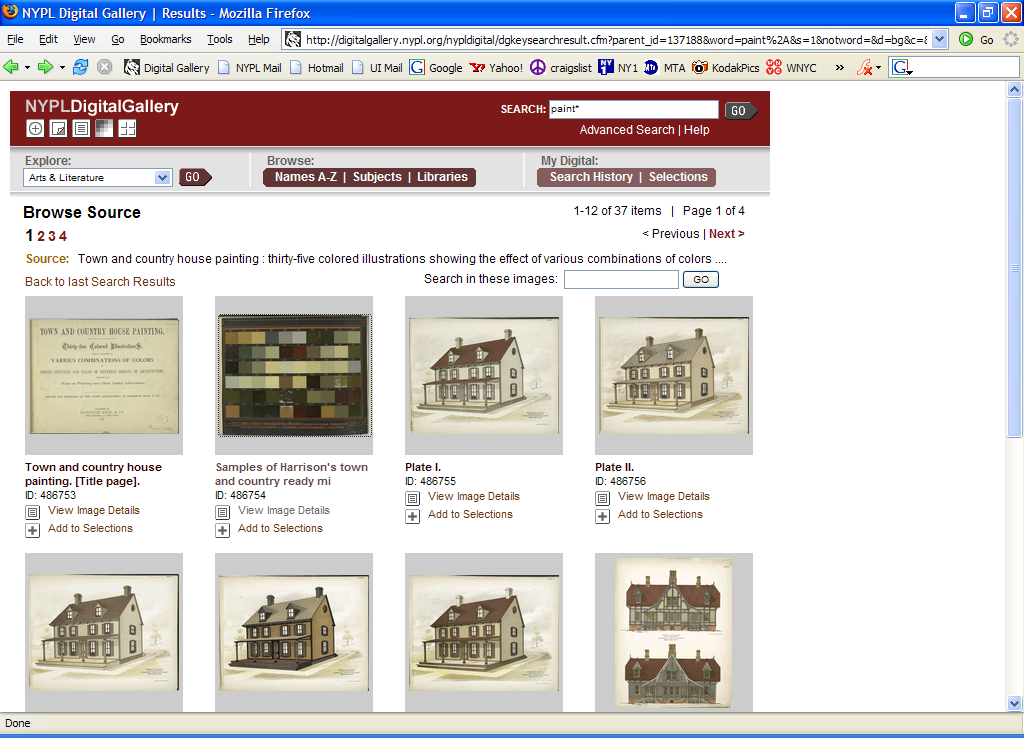 NYPL Digital Gallery | Results - Mozilla Firefox
File Edit View Go Bookmarks Tools Help http://digitalgallery.nypl.org/nypldigital/dgkeysearchresult.cfm?parent_id=137188&word=paint%2A&s=1&notword=&d=bg&c=& Go
Digital Gallery NYPL Mail Hotmail UI Mail Google Yahoo! craigslist NY1 MTA KodakPics WNYC »
NYPLDigitalGallery
SEARCH: paint* GO
Advanced Search | Help
Explore: Browse: My Digital:
Arts & Literature GO Names A-Z | Subjects | Libraries Search History | Selections
Browse Source 1-12 of 37 items | Page 1 of 4
1 2 3 4 < Previous | Next >
Source: Town and country house painting : thirty-five colored illustrations showing the effect of various combinations of colors ....
Back to last Search Results Search in these images: GO
TOWN AND COUNTRY HOUSE PAINTING.
Thirty-five Colored Illustrations,
VARIOUS COMBINATIONS OF COLORS
Town and country house painting. [Title page].
ID: 486753
View Image Details
Add to Selections
Samples of Harrison's town and country ready mi
ID: 486754
View Image Details
Add to Selections
Plate I.
ID: 486755
View Image Details
Add to Selections
Plate II.
ID: 486756
View Image Details
Add to Selections
Done